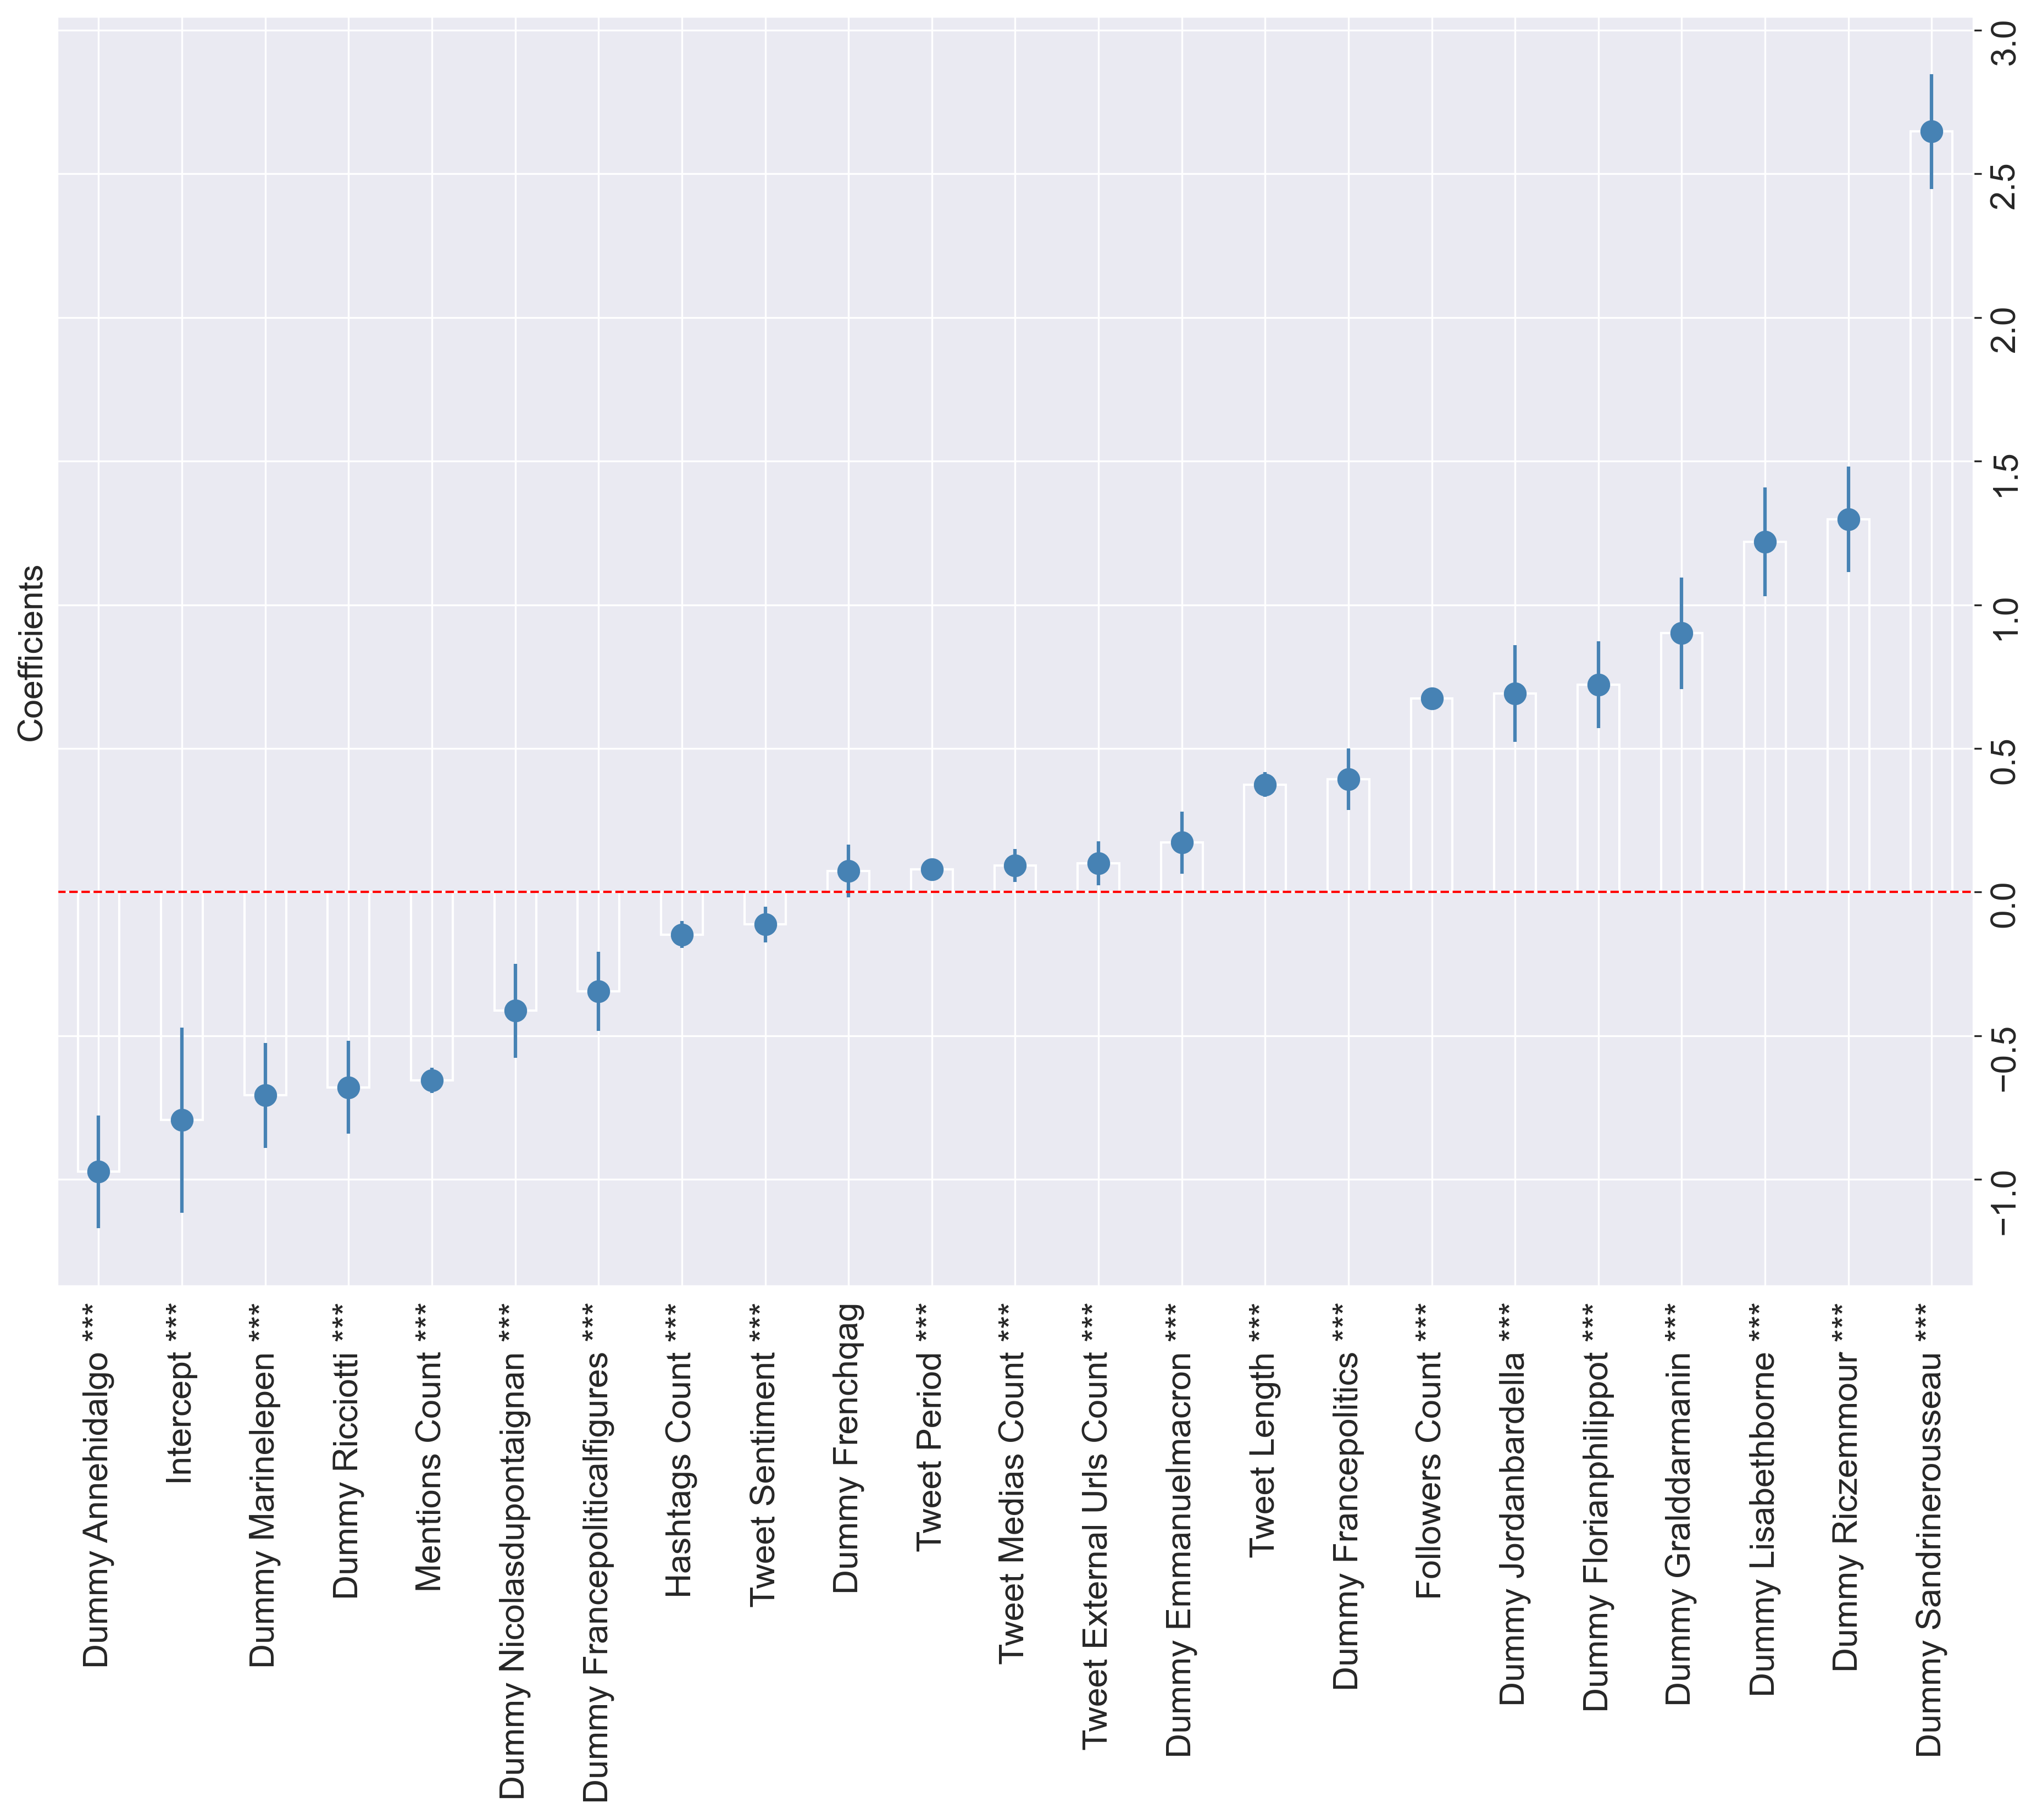 Coefficients
3.0
2.5
2.0
1.5
1.0
0.5
0.0
−0.5
−1.0
Dummy Annehidalgo ***
Intercept ***
Dummy Marinelepen ***
Dummy Ricciotti ***
Mentions Count ***
Dummy Nicolasdupontaignan ***
Dummy Francepoliticalfigures ***
Hashtags Count ***
Tweet Sentiment ***
Dummy Frenchqag
Tweet Period ***
Tweet Medias Count ***
Tweet External Urls Count ***
Dummy Emmanuelmacron ***
Tweet Length ***
Dummy Francepolitics ***
Followers Count ***
Dummy Jordanbardella ***
Dummy Florianphilippot ***
Dummy Gralddarmanin ***
Dummy Lisabethborne ***
Dummy Riczemmour ***
Dummy Sandrinerousseau ***